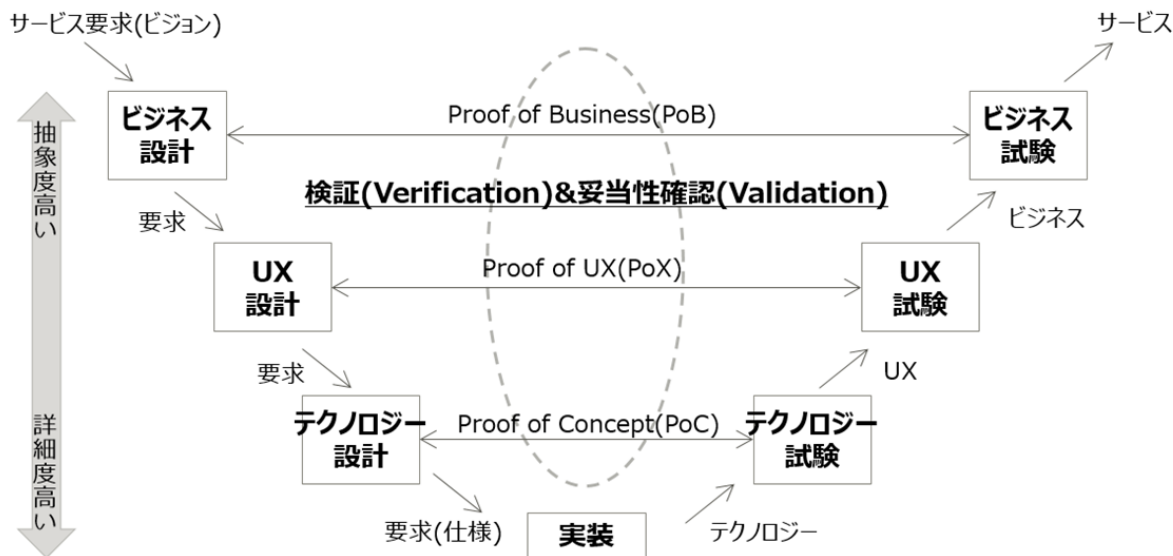 サービス要求(ビジョン)
サービス
ビジネス
設計
Proof of Business(PoB)
ビジネス
試験
抽象度高い
検証(Verification)&妥当性確認(Validation)
要求
ビジネス
UX
設計
Proof of UX(PoX)
UX
試験
要求
UX
詳細度高い
テクノロジー
設計
Proof of Concept(PoC)
テクノロジー
試験
要求(仕様)
実装
テクノロジー